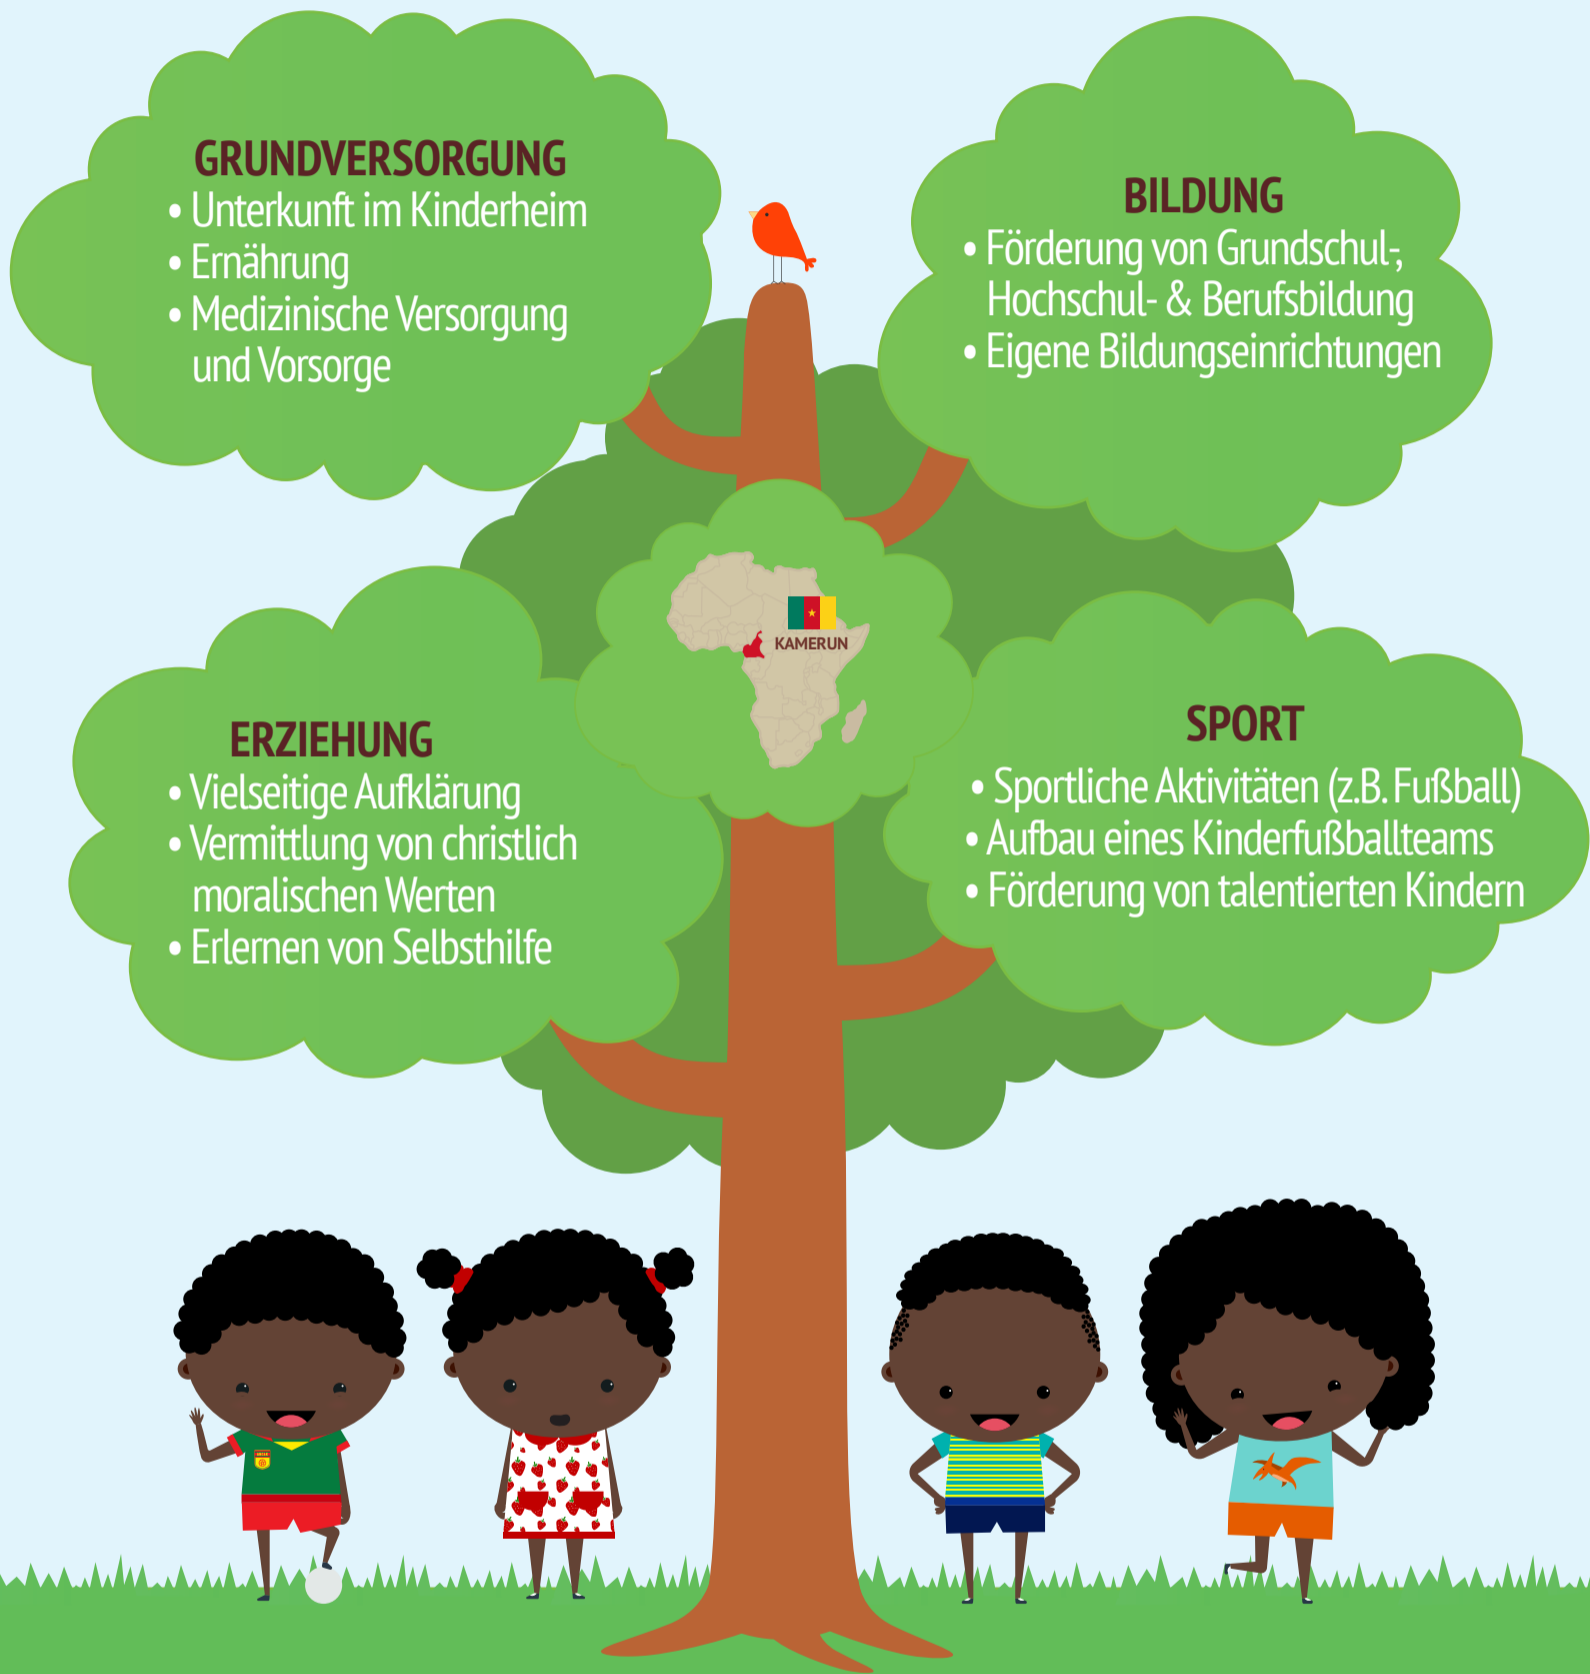 GRUNDVERSORGUNG
• Unterkunft im Kinderheim
• Ernährung
• Medizinische Versorgung
und Vorsorge
BILDUNG
• Förderung von Grundschul-,
Hochschul- & Berufsbildung
• Eigene Bildungseinrichtungen
KAMERUN
ERZIEHUNG
• Vielseitige Aufklärung
• Vermittlung von christlich
moralischen Werten
• Erlernen von Selbsthilfe
SPORT
• Sportliche Aktivitäten (z.B. Fußball)
• Aufbau eines Kinderfußballteams
• Förderung von talentierten Kindern